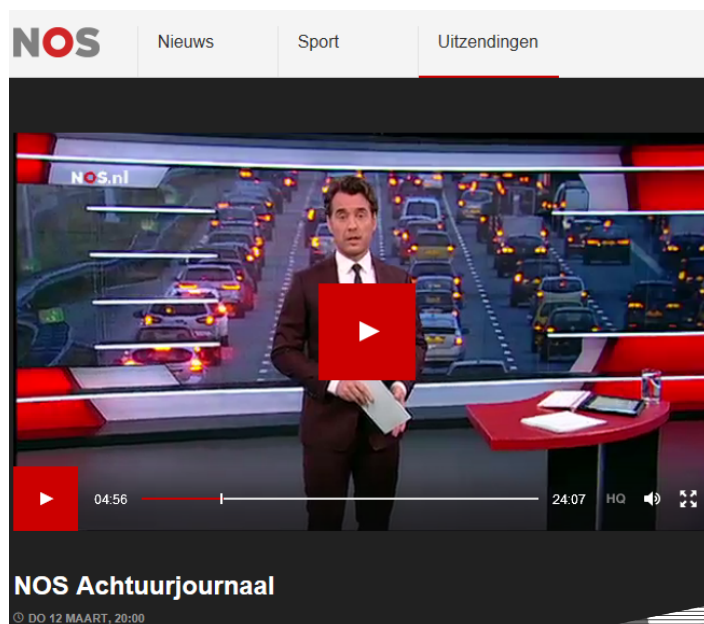 NOS
Nieuws
Sport
Uitzendingen
NOS.nl
04:56
24:07
HQ
NOS Achtuurjournaal
DO 12 MAART, 20:00